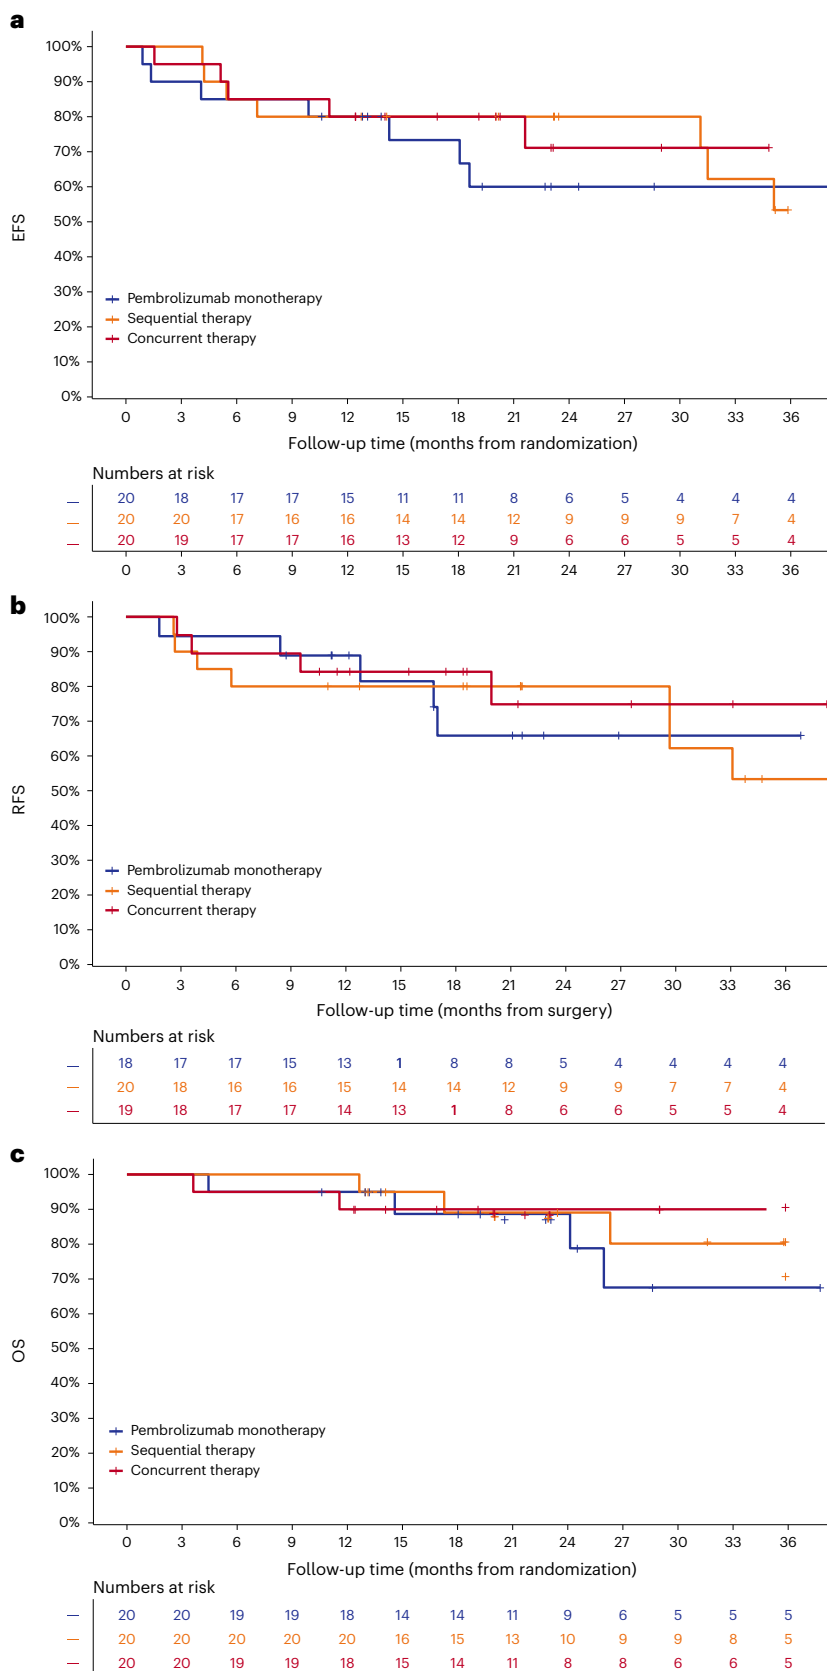 a
100%
90%
80%
70%
60%
50%
40%
30%
20%
10%
0%
EFS
Pembrolizumab monotherapy
Sequential therapy
Concurrent therapy
0 3 6 9 12 15 18 21 24 27 30 33 36
Follow-up time (months from randomization)
Numbers at risk
20 18 17 17 15 11 11 8 6 5 4 4 4
20 20 17 16 16 14 14 12 9 9 9 7 4
20 19 17 17 16 13 12 9 6 6 5 5 4
0 3 6 9 12 15 18 21 24 27 30 33 36
b
100%
90%
80%
70%
60%
50%
40%
30%
20%
10%
0%
RFS
Pembrolizumab monotherapy
Sequential therapy
Concurrent therapy
0 3 6 9 12 15 18 21 24 27 30 33 36
Follow-up time (months from surgery)
Numbers at risk
18 17 17 15 13 1 8 8 5 4 4 4 4
20 18 16 16 15 14 14 12 9 9 7 7 4
19 18 17 17 14 13 1 8 6 6 5 5 4
c
100%
90%
80%
70%
60%
50%
40%
30%
20%
10%
0%
OS
Pembrolizumab monotherapy
Sequential therapy
Concurrent therapy
0 3 6 9 12 15 18 21 24 27 30 33 36
Follow-up time (months from randomization)
Numbers at risk
20 20 19 19 18 14 14 11 9 6 5 5 5
20 20 20 20 20 16 15 13 10 9 9 8 5
20 20 19 19 18 15 14 11 8 8 6 6 5